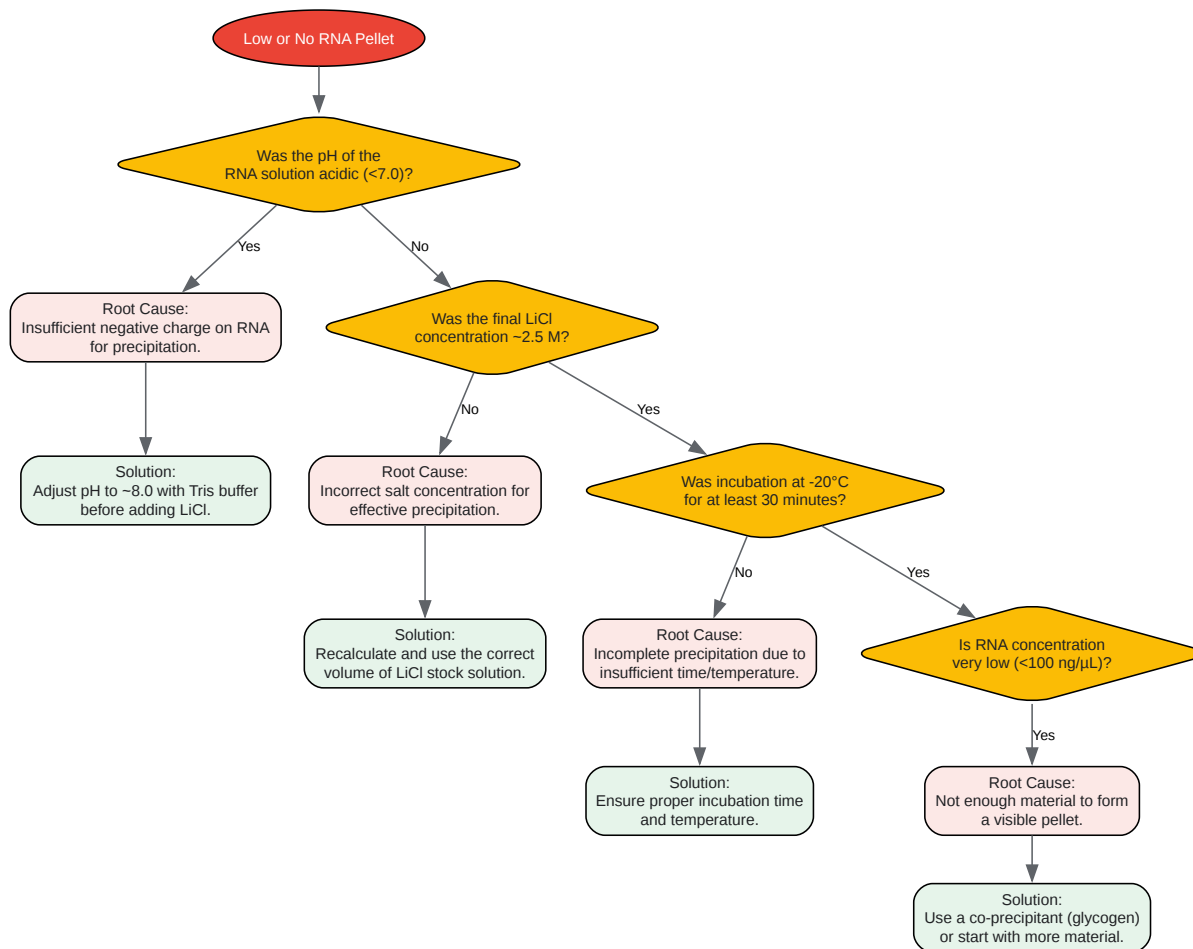 Low or No RNA Pellet
Was the pH of the
RNA solution acidic (<7.0)?
Yes
No
Root Cause:
Insufficient negative charge on RNA
for precipitation.
Was the final LiCl
concentration ~2.5 M?
No
Yes
Solution:
Adjust pH to ~8.0 with Tris buffer
before adding LiCl.
Root Cause:
Incorrect salt concentration for
effective precipitation.
Was incubation at -20°C
for at least 30 minutes?
No
Yes
Solution:
Recalculate and use the correct
volume of LiCl stock solution.
Root Cause:
Incomplete precipitation due to
insufficient time/temperature.
Is RNA concentration
very low (<100 ng/µL)?
Yes
Solution:
Ensure proper incubation time
and temperature.
Root Cause:
Not enough material to form
a visible pellet.
Solution:
Use a co-precipitant (glycogen)
or start with more material.